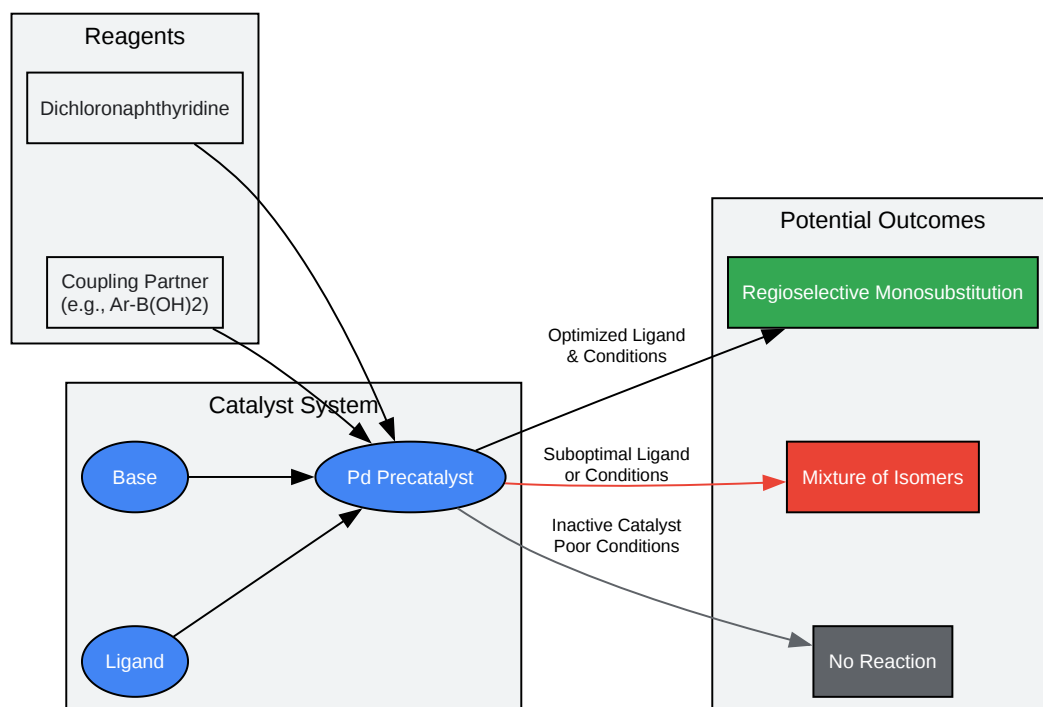 Reagents
Dichloronaphthyridine
Coupling Partner
(e.g., Ar-B(OH)2)
Catalyst System
Base
Pd Precatalyst
Ligand
Optimized Ligand
& Conditions
Suboptimal Ligand
or Conditions
Inactive Catalyst
Poor Conditions
Potential Outcomes
Regioselective Monosubstitution
Mixture of Isomers
No Reaction